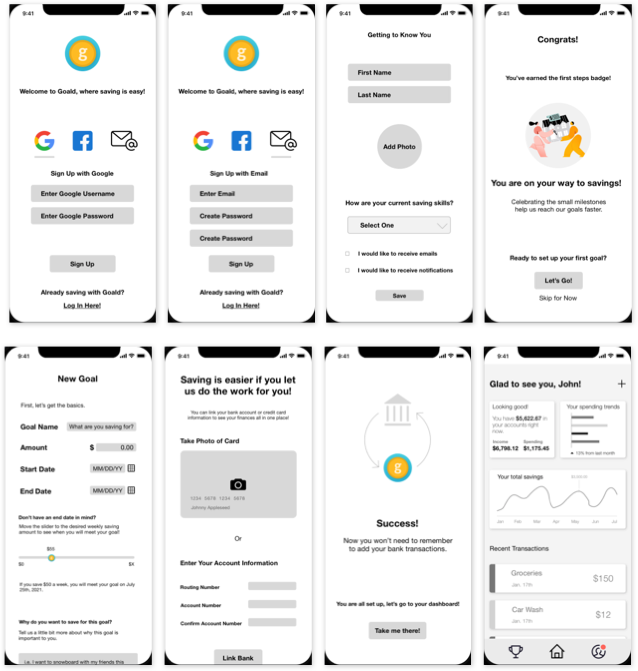 9:41
g
Welcome to Goald, where saving is easy!
G
f
@
Sign Up with Google
Enter Google Username
Enter Google Password
Sign Up
Already saving with Goald?
Log In Here!
9:41
g
Welcome to Goald, where saving is easy!
G
f
@
Sign Up with Email
Enter Email
Create Password
Create Password
Sign Up
Already saving with Goald?
Log In Here!
9:41
Getting to Know You
First Name
Last Name
Add Photo
How are your current saving skills?
Select One
I would like to receive emails
I would like to receive notifications
Save
9:41
Congrats!
You've earned the first steps badge!
You are on your way to savings!
Celebrating the small milestones
help us reach our goals faster.
Ready to set up your first goal?
Let's Go!
Skip for Now
9:41
New Goal
First, let's get the basics.
Goal Name What are you saving for?
Amount $ 0.00
Start Date MM/DD/YY
End Date MM/DD/YY
Don't have an end date in mind?
Move the slider to the desired weekly saving
amount to see when you will meet your goal!
$50
$0 $X
If you save $50 a week, you will meet your goal on July
25th, 2021.
Why do you want to save for this goal?
Tell us a little bit more about why this goal is
important to you.
i.e. I want to snowboard with my friends this
9:41
Saving is easier if you let
us do the work for you!
You can link your bank account or credit card
information to see your finances all in one place!
Take Photo of Card
1234 5678 1234 5678
Johnny Appleseed
Or
Enter Your Account Information
Routing Number
Account Number
Confirm Account Number
Link Bank
9:41
g
Success!
Now you won't need to remember
to add your bank transactions.
You are all set up, let's go to your dashboard!
Take me there!
9:41
Glad to see you, John!
Looking good!
You have $5,622.67 in
your accounts right
now.
Income Spending
$6,786.12 $1,175.45
Your spending trends
12% from last month
Your total savings
Jan Feb Mar Apr May Jun Jul
Recent Transactions
Groceries
Jan. 17th
$150
Car Wash
Jan. 17th
$12